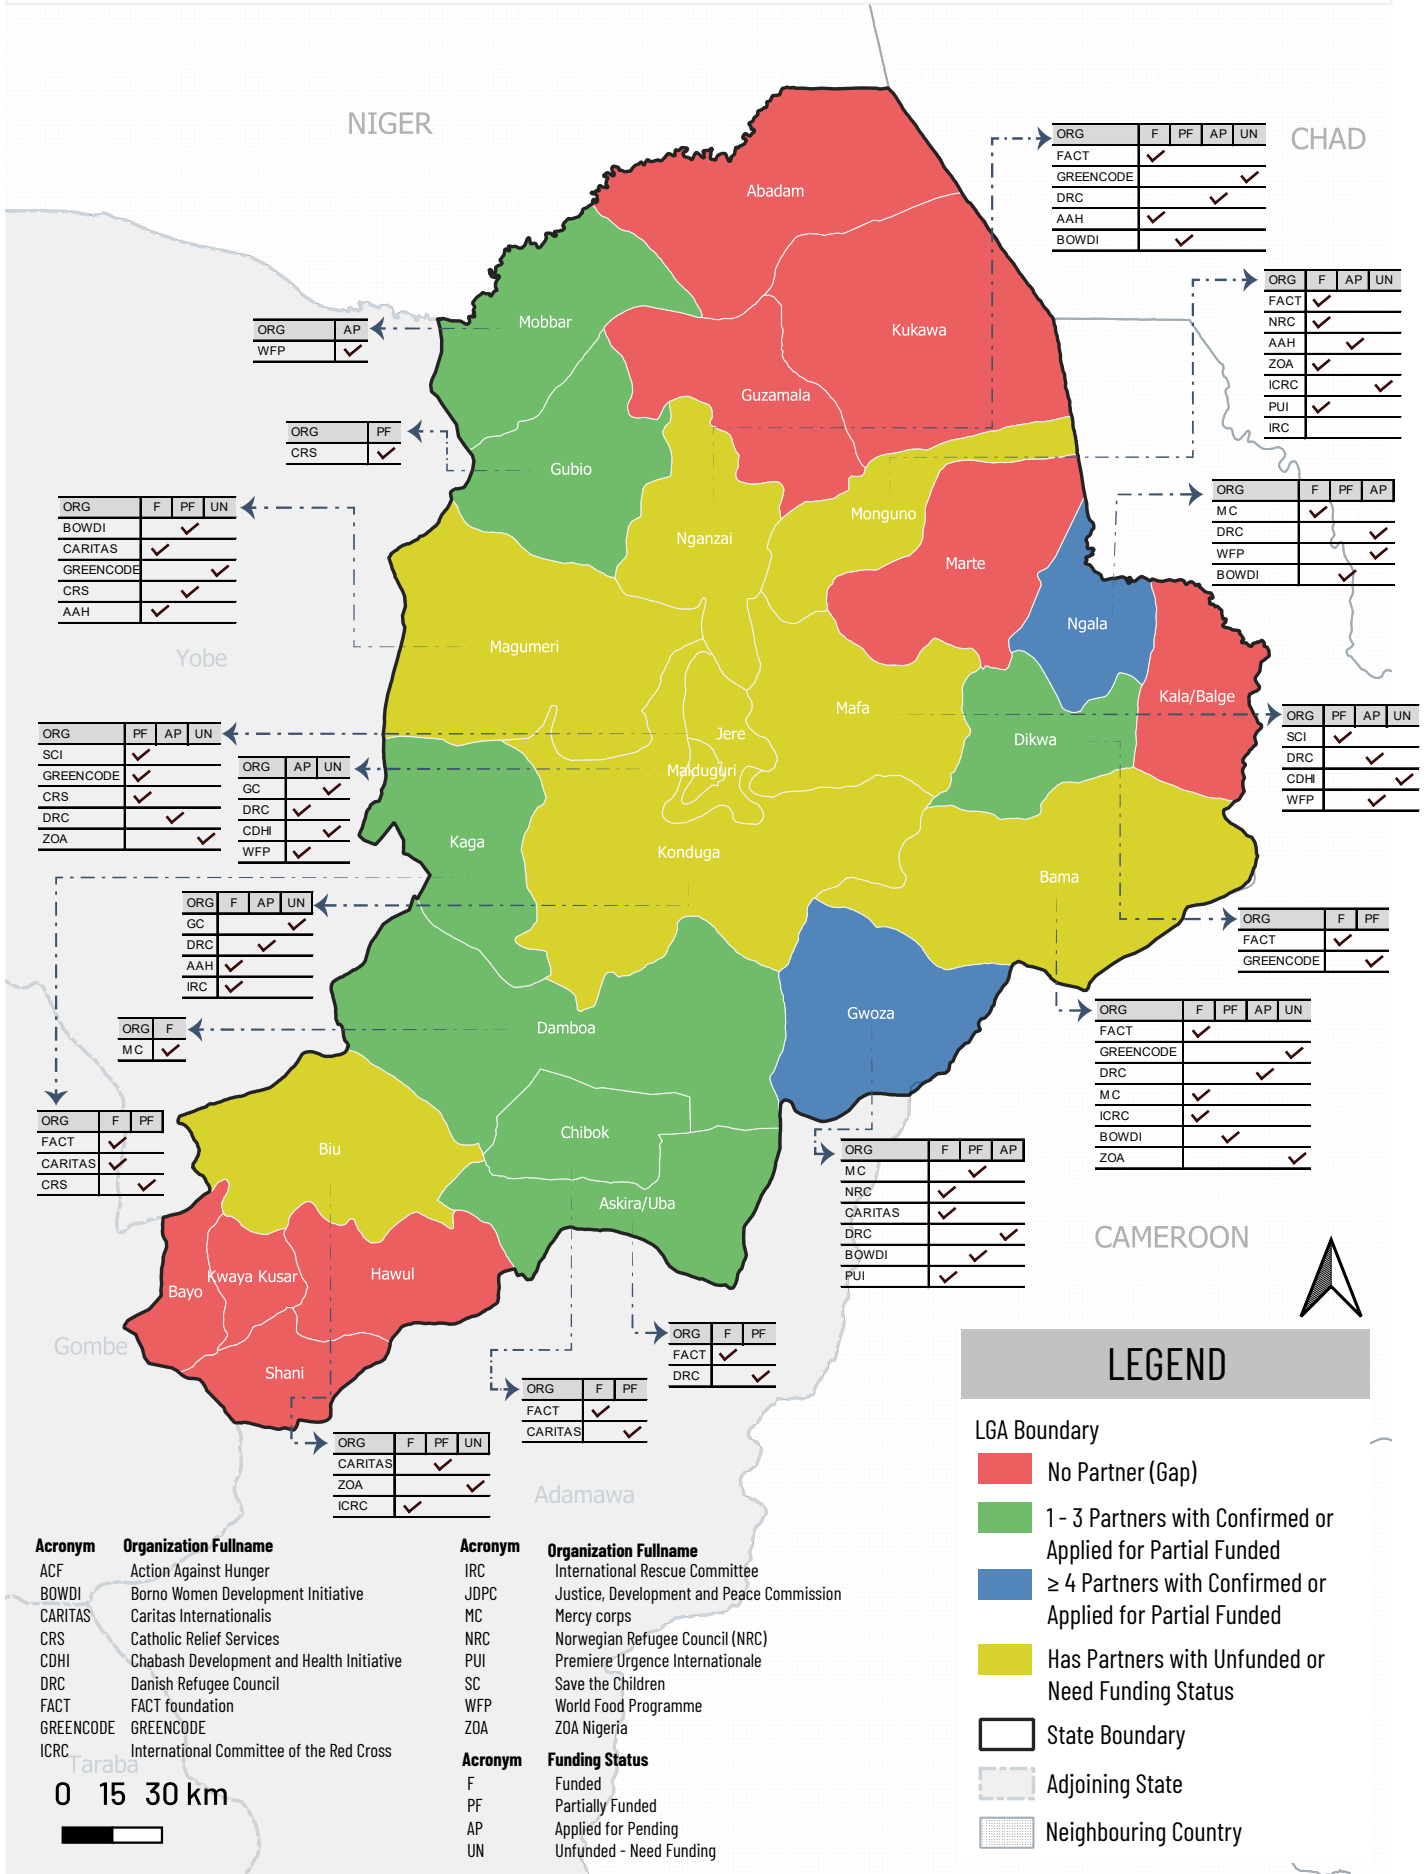 NIGER
CHAD
Abadam
Kukawa
Mobbar
Guzamala
Gubio
Nganzai
Monguno
Marte
Ngala
Magumeri
Yobe
Kala/Balge
Mafa
Jere
Dikwa
Maiduguri
Kaga
Konduga
Bama
Gwoza
Damboa
Chibok
Biu
Askira/Uba
CAMEROON
Kwaya Kusar
Hawul
Bayo
Gombe
Shani
Adamawa
Taraba
ORG F PF AP UN
FACT ✓
GREENCODE ✓
DRC ✓
AAH ✓
BOWDI ✓
ORG F AP UN
FACT ✓
NRC ✓
AAH ✓
ZOA ✓
ICRC ✓
PUI ✓
IRC
ORG AP
WFP ✓
ORG PF
CRS ✓
ORG F PF AP
MC ✓
DRC ✓
WFP ✓
BOWDI ✓
ORG F PF UN
BOWDI ✓
CARITAS ✓
GREENCODE ✓
CRS ✓
AAH ✓
ORG PF AP UN
SCI ✓
DRC ✓
CDHI ✓
WFP ✓
ORG PF AP UN
SCI ✓
GREENCODE ✓
CRS ✓
DRC ✓
ZOA ✓
ORG AP UN
GC ✓
DRC ✓
CDHI ✓
WFP ✓
ORG F AP UN
GC ✓
DRC ✓
AAH ✓
IRC ✓
ORG F PF
FACT ✓
GREENCODE ✓
ORG F
MC ✓
ORG F PF AP UN
FACT ✓
GREENCODE ✓
DRC ✓
MC ✓
ICRC ✓
BOWDI ✓
ZOA ✓
ORG F PF
FACT ✓
CARITAS ✓
CRS ✓
ORG F PF AP
MC ✓
NRC ✓
CARITAS ✓
DRC ✓
BOWDI ✓
PUI ✓
ORG F PF
FACT ✓
DRC ✓
ORG F PF
FACT ✓
CARITAS ✓
ORG F PF UN
CARITAS ✓
ZOA ✓
ICRC ✓
Acronym Organization Fullname
ACF Action Against Hunger
BOWDI Borno Women Development Initiative
CARITAS Caritas Internationalis
CRS Catholic Relief Services
CDHI Chabash Development and Health Initiative
DRC Danish Refugee Council
FACT FACT foundation
GREENCODE GREENCODE
ICRC International Committee of the Red Cross
Acronym Organization Fullname
IRC International Rescue Committee
JDPC Justice, Development and Peace Commission
MC Mercy corps
NRC Norwegian Refugee Council (NRC)
PUI Premiere Urgence Internationale
SC Save the Children
WFP World Food Programme
ZOA ZOA Nigeria
Acronym Funding Status
F Funded
PF Partially Funded
AP Applied for Pending
UN Unfunded - Need Funding
0 15 30 km
LEGEND
LGA Boundary
No Partner (Gap)
1 - 3 Partners with Confirmed or
Applied for Partial Funded
≥ 4 Partners with Confirmed or
Applied for Partial Funded
Has Partners with Unfunded or
Need Funding Status
State Boundary
Adjoining State
Neighbouring Country